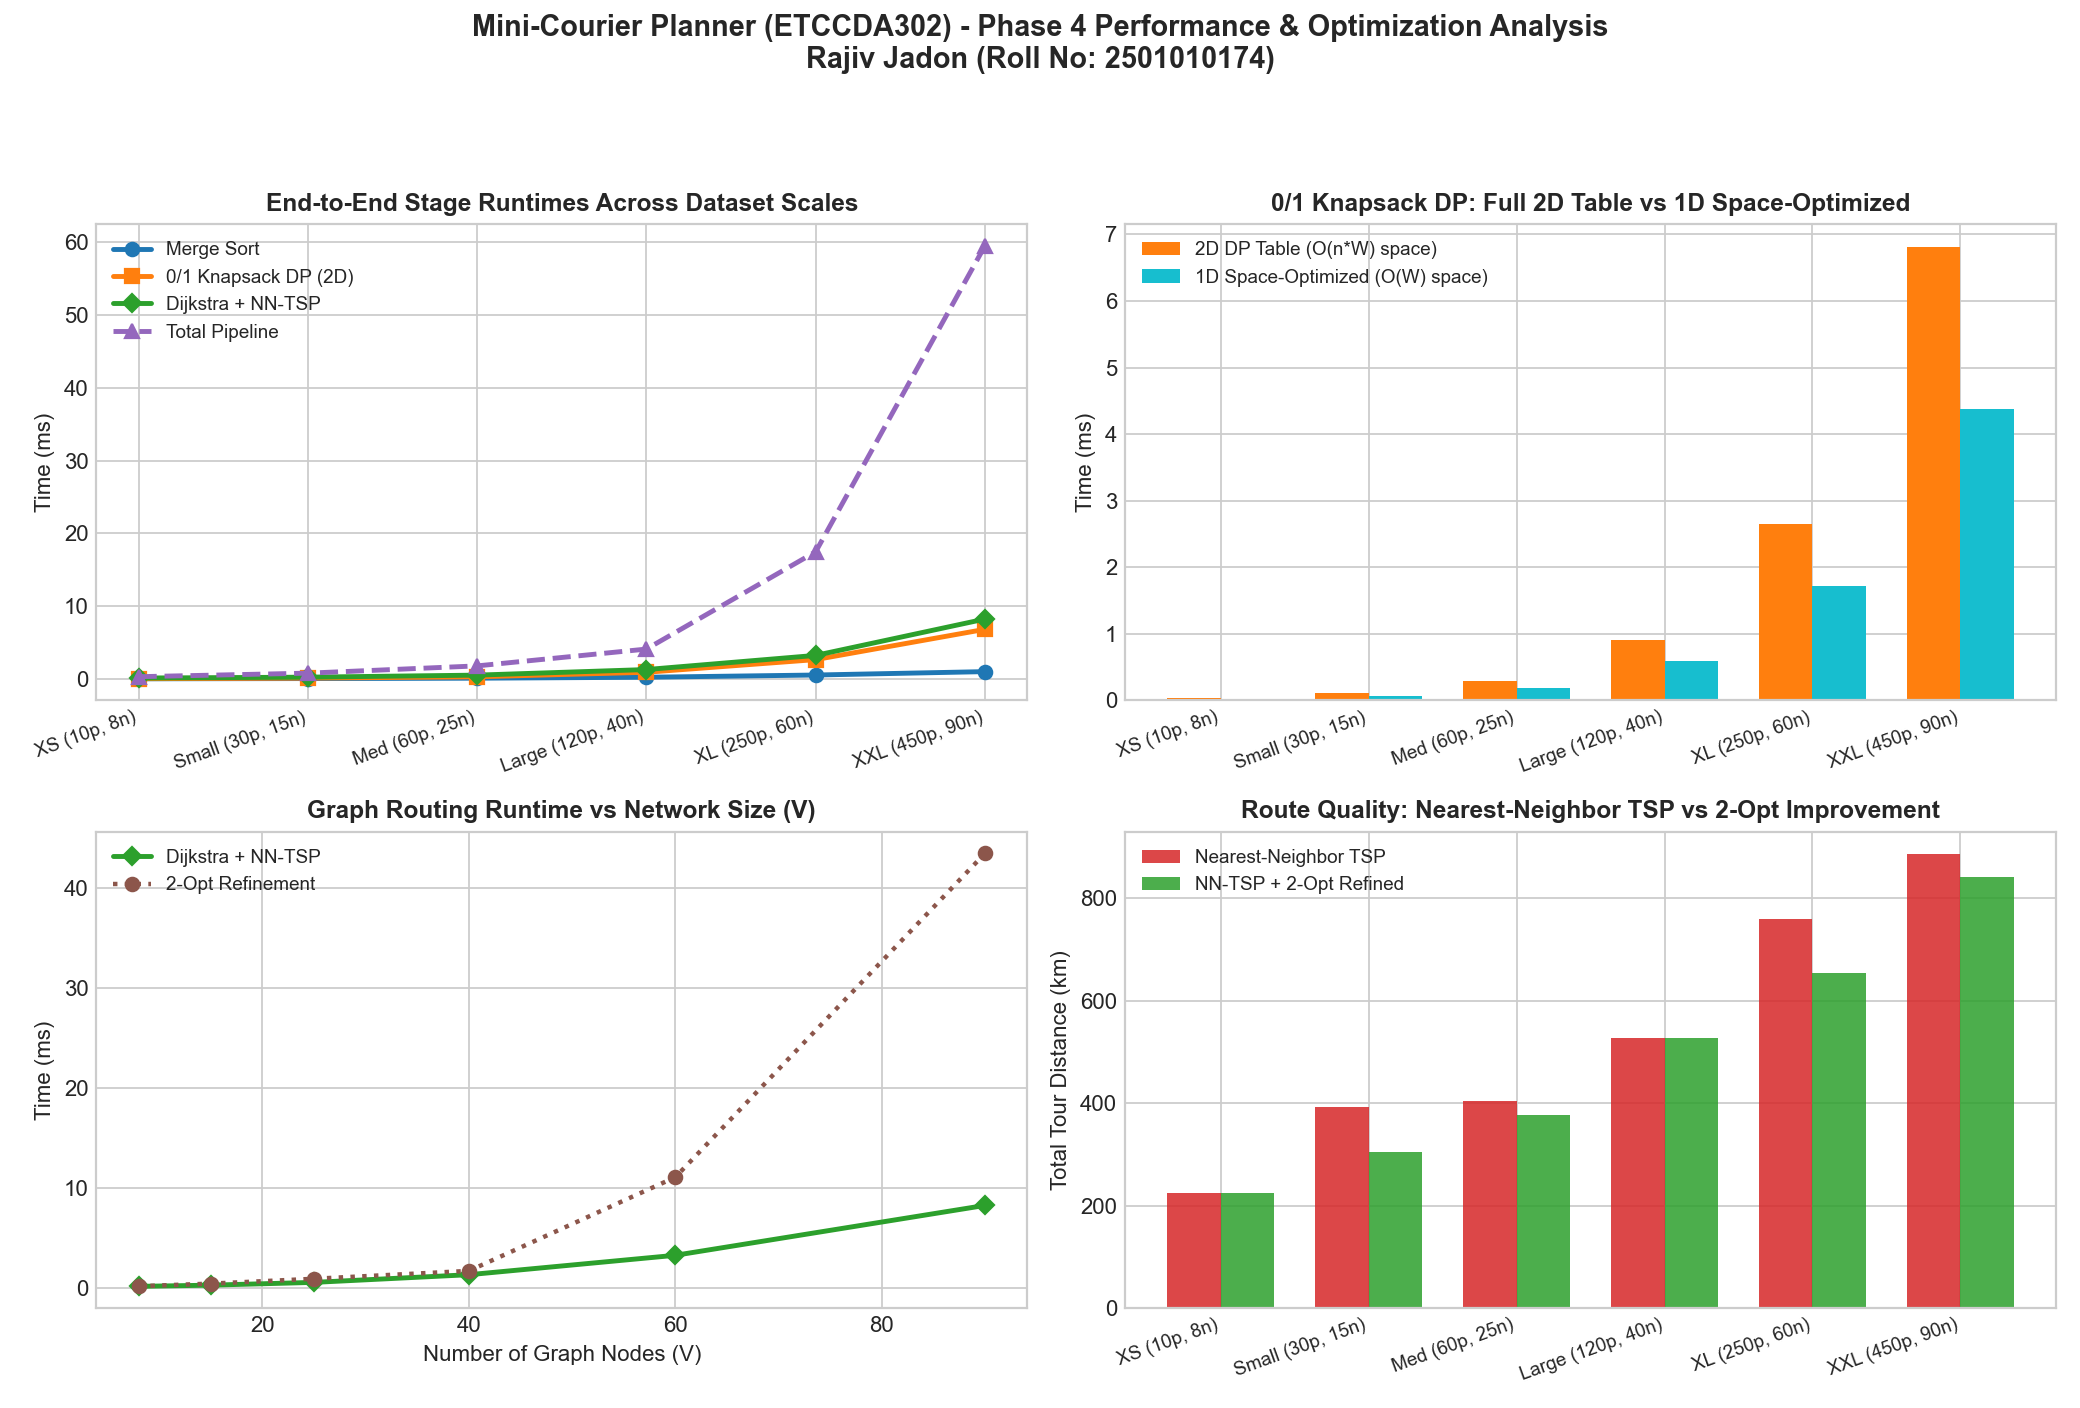 Mini-Courier Planner (ETCCDA302) - Phase 4 Performance & Optimization Analysis
Rajiv Jadon (Roll No: 2501010174)
End-to-End Stage Runtimes Across Dataset Scales
Merge Sort
0/1 Knapsack DP (2D)
Dijkstra + NN-TSP
Total Pipeline
Time (ms)
60
50
40
30
20
10
0
XS (10p, 8n)
Small (30p, 15n)
Med (60p, 25n)
Large (120p, 40n)
XL (250p, 60n)
XXL (450p, 90n)
0/1 Knapsack DP: Full 2D Table vs 1D Space-Optimized
2D DP Table (O(n*W) space)
1D Space-Optimized (O(W) space)
Time (ms)
7
6
5
4
3
2
1
0
XS (10p, 8n)
Small (30p, 15n)
Med (60p, 25n)
Large (120p, 40n)
XL (250p, 60n)
XXL (450p, 90n)
Graph Routing Runtime vs Network Size (V)
Dijkstra + NN-TSP
2-Opt Refinement
Time (ms)
40
30
20
10
0
20
40
60
80
Number of Graph Nodes (V)
Route Quality: Nearest-Neighbor TSP vs 2-Opt Improvement
Nearest-Neighbor TSP
NN-TSP + 2-Opt Refined
Total Tour Distance (km)
800
600
400
200
0
XS (10p, 8n)
Small (30p, 15n)
Med (60p, 25n)
Large (120p, 40n)
XL (250p, 60n)
XXL (450p, 90n)